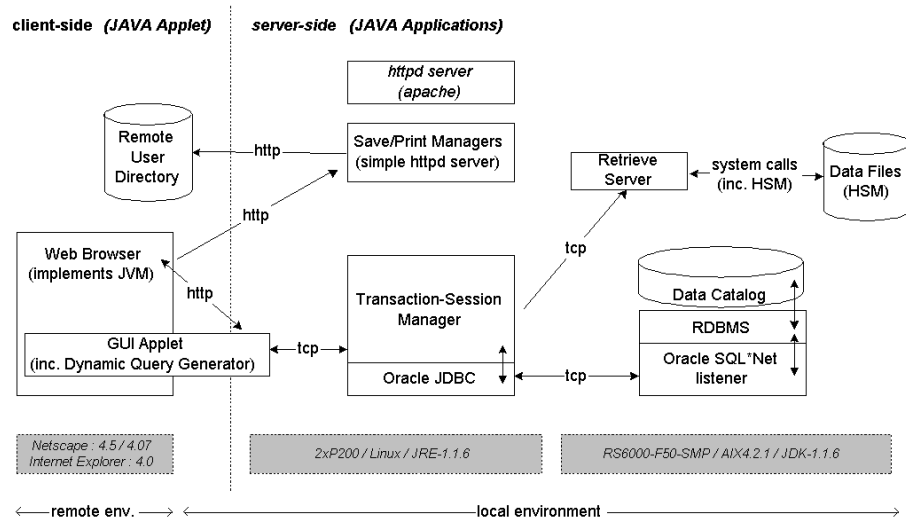 client-side (JAVA Applet)
server-side (JAVA Applications)
httpd server
(apache)
Remote
User
Directory
http
Save/Print Managers
(simple httpd server)
Retrieve
Server
system calls
(inc. HSM)
Data Files
(HSM)
http
Web Browser
(implements JVM)
http
tcp
Transaction-Session
Manager
Data Catalog
RDBMS
GUI Applet
(inc. Dynamic Query Generator)
tcp
Oracle JDBC
tcp
Oracle SQL*Net
listener
Netscape : 4.5 / 4.07
Internet Explorer : 4.0
2xP200 / Linux / JRE-1.1.6
RS6000-F50-SMP / AIX4.2.1 / JDK-1.1.6
remote env.
local environment